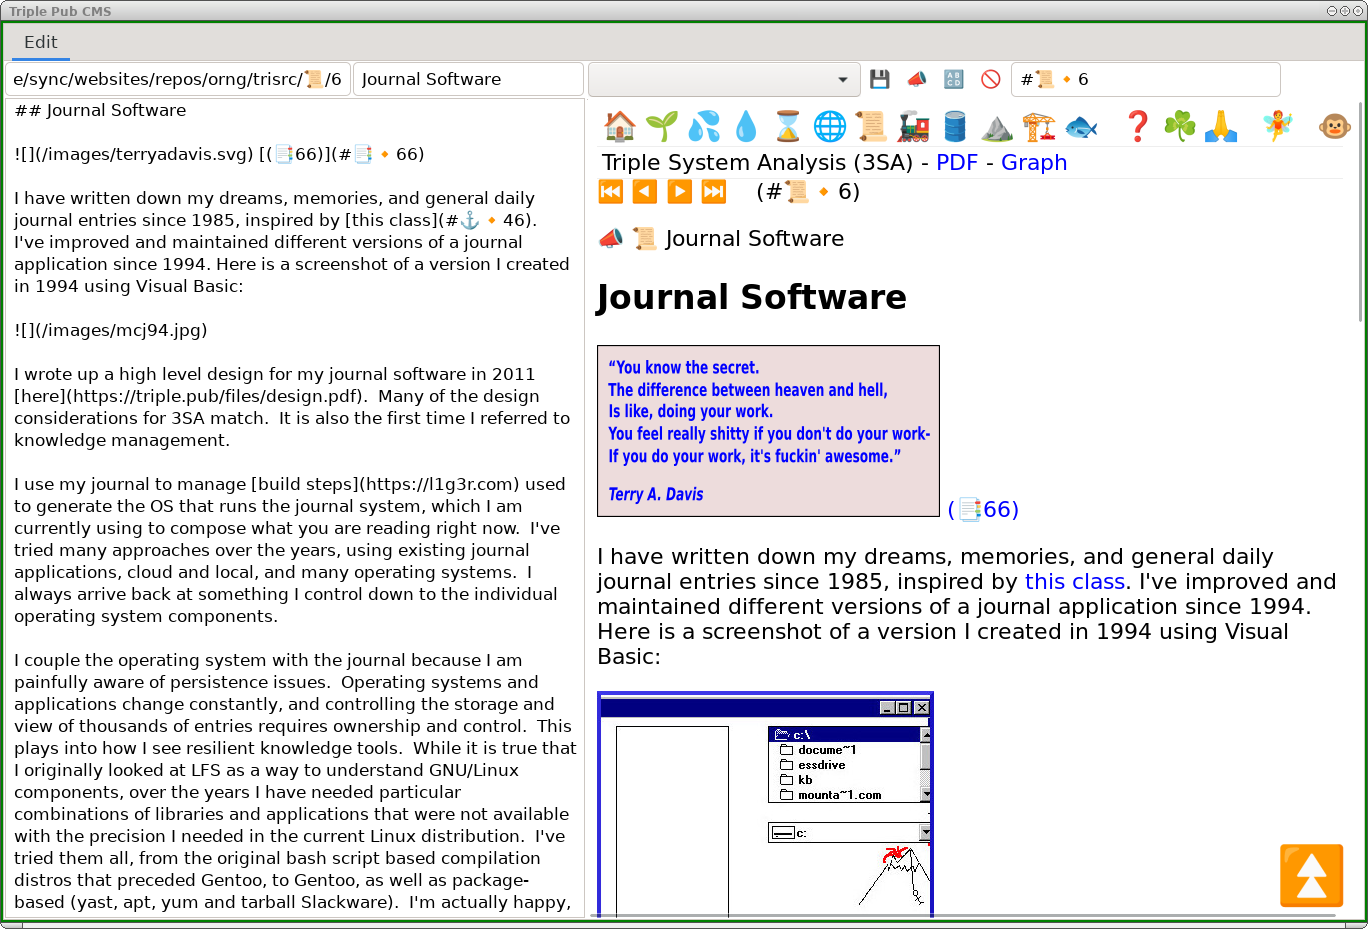 Triple Pub CMS
Edit
e/sync/websites/repos/orng/trisrc/📜/6
Journal Software
#📜🔸6
## Journal Software
![](/images/terryadavis.svg) [(📑66)](#📑🔸66)
I have written down my dreams, memories, and general daily
journal entries since 1985, inspired by [this class](#⚓🔸46).
I've improved and maintained different versions of a journal
application since 1994. Here is a screenshot of a version I created
in 1994 using Visual Basic:
![](/images/mcj94.jpg)
I wrote up a high level design for my journal software in 2011
[here](https://triple.pub/files/design.pdf).  Many of the design
considerations for 3SA match.  It is also the first time I referred to
knowledge management.
I use my journal to manage [build steps](https://l1g3r.com) used
to generate the OS that runs the journal system, which I am
currently using to compose what you are reading right now.  I've
tried many approaches over the years, using existing journal
applications, cloud and local, and many operating systems.  I
always arrive back at something I control down to the individual
operating system components.
I couple the operating system with the journal because I am
painfully aware of persistence issues.  Operating systems and
applications change constantly, and controlling the storage and
view of thousands of entries requires ownership and control.  This
plays into how I see resilient knowledge tools.  While it is true that
I originally looked at LFS as a way to understand GNU/Linux
components, over the years I have needed particular
combinations of libraries and applications that were not available
with the precision I needed in the current Linux distribution.  I've
tried them all, from the original bash script based compilation
distros that preceded Gentoo, to Gentoo, as well as package-
based (yast, apt, yum and tarball Slackware).  I'm actually happy,
Triple System Analysis (3SA) - PDF - Graph
(#📜🔸6)
📣 📜 Journal Software
Journal Software
“You know the secret.
The difference between heaven and hell,
Is like, doing your work.
You feel really shitty if you don't do your work-
If you do your work, it's fuckin' awesome.”
Terry A. Davis
(📑66)
I have written down my dreams, memories, and general daily
journal entries since 1985, inspired by this class. I've improved and
maintained different versions of a journal application since 1994.
Here is a screenshot of a version I created in 1994 using Visual
Basic:
c:\
docume~1
essdrive
kb
mounta~1.com
c: